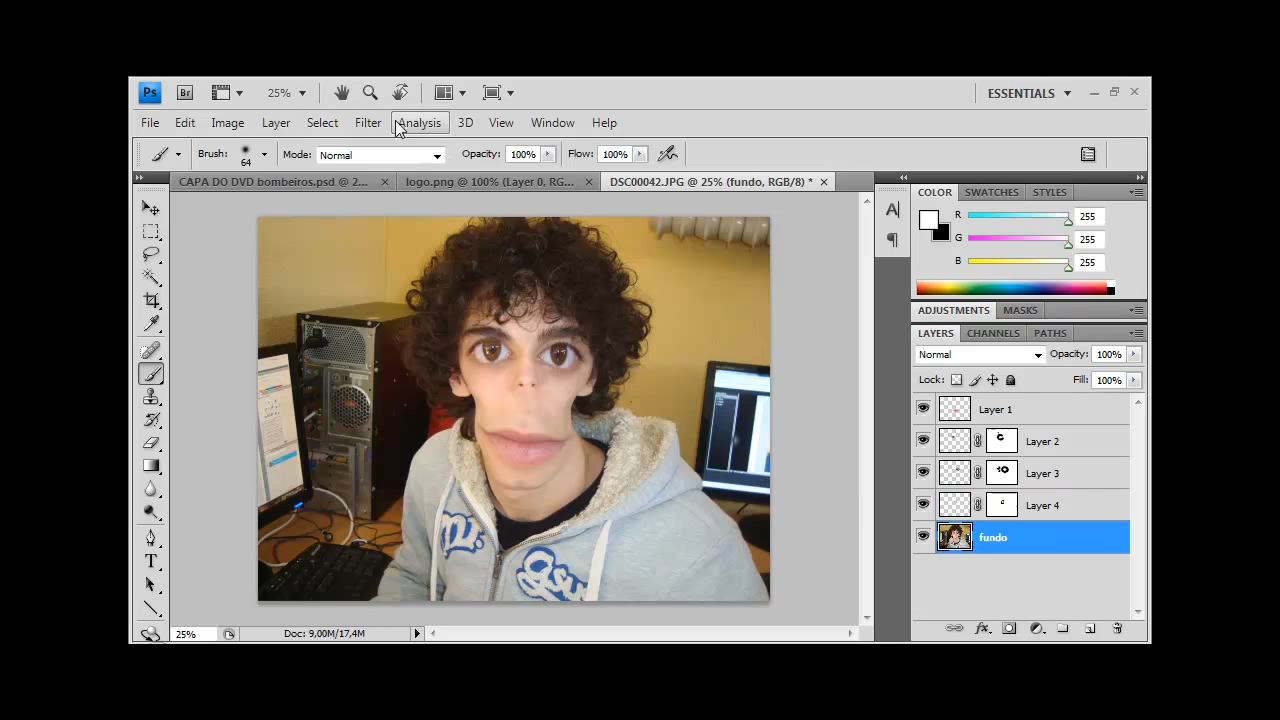 Ps Br 25% ESSENTIALS
File Edit Image Layer Select Filter Analysis 3D View Window Help
Brush: 64 Mode: Normal Opacity: 100% Flow: 100%
CAPA DO DVD bombeiros.psd @ 2... logo.png @ 100% (Layer 0, RG... DSC00042.JPG @ 25% (fundo, RGB/8) *
COLOR SWATCHES STYLES
R 255
G 239
B 255
ADJUSTMENTS MASKS
LAYERS CHANNELS PATHS
Normal Opacity: 100%
Lock: Fill: 100%
Layer 1
Layer 2
Layer 3
Layer 4
fundo
25% Doc: 9,00M/17,4M